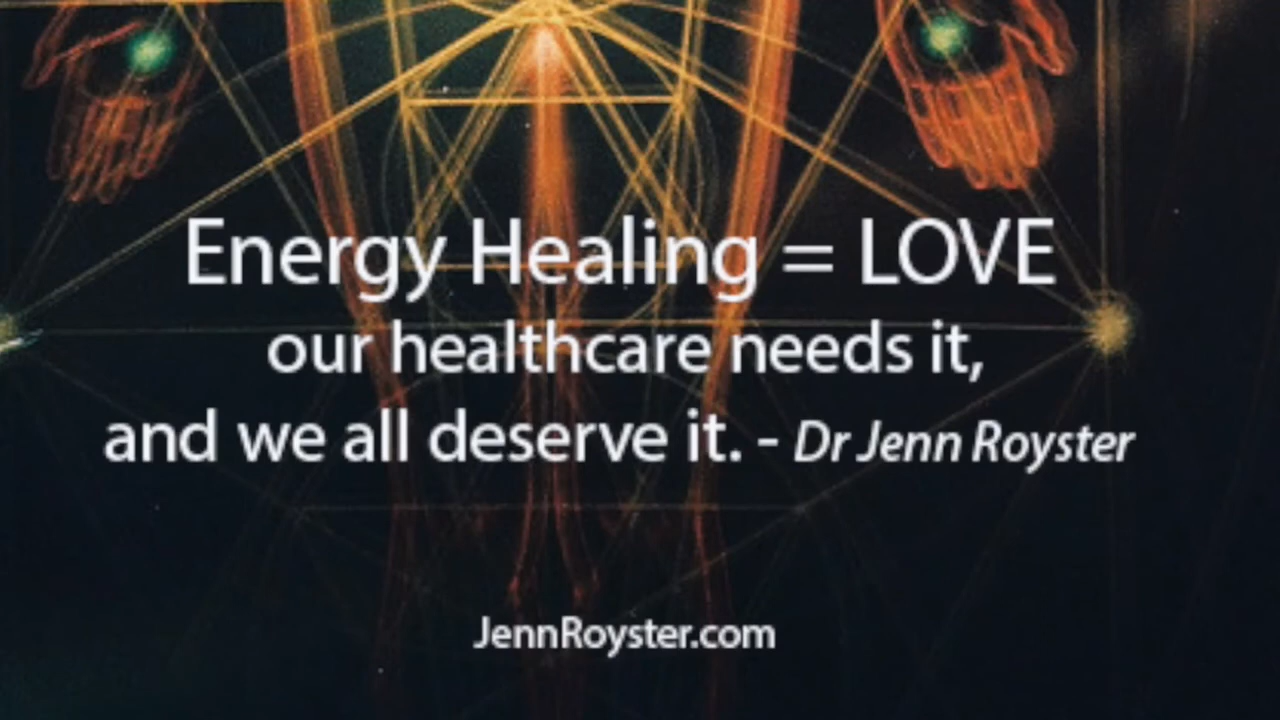 Energy Healing = LOVE
our healthcare needs it,
and we all deserve it. - Dr Jenn Royster
JennRoyster.com